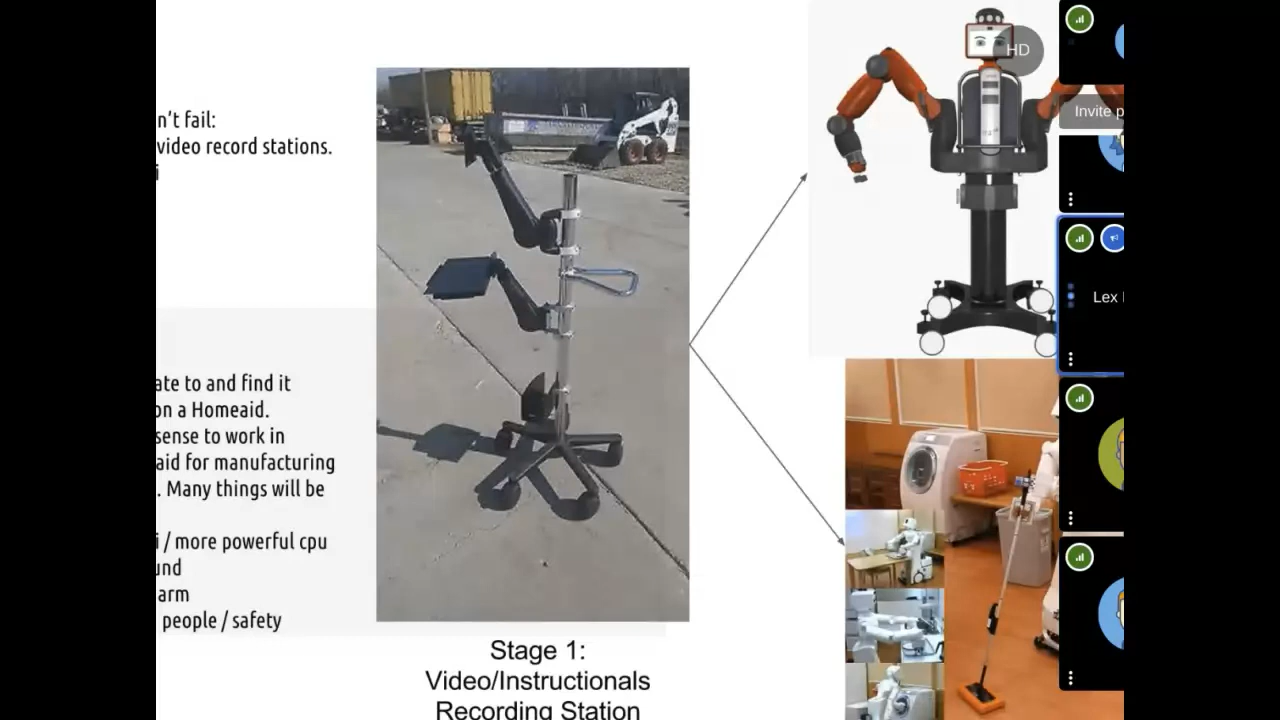 n't fail:
video record stations.
i
ate to and find it
on a Homeaid.
sense to work in
aid for manufacturing
. Many things will be
i / more powerful cpu
und
arm
people / safety
Stage 1:
Video/Instructionals
Recording Station
HD
Invite p
Lex